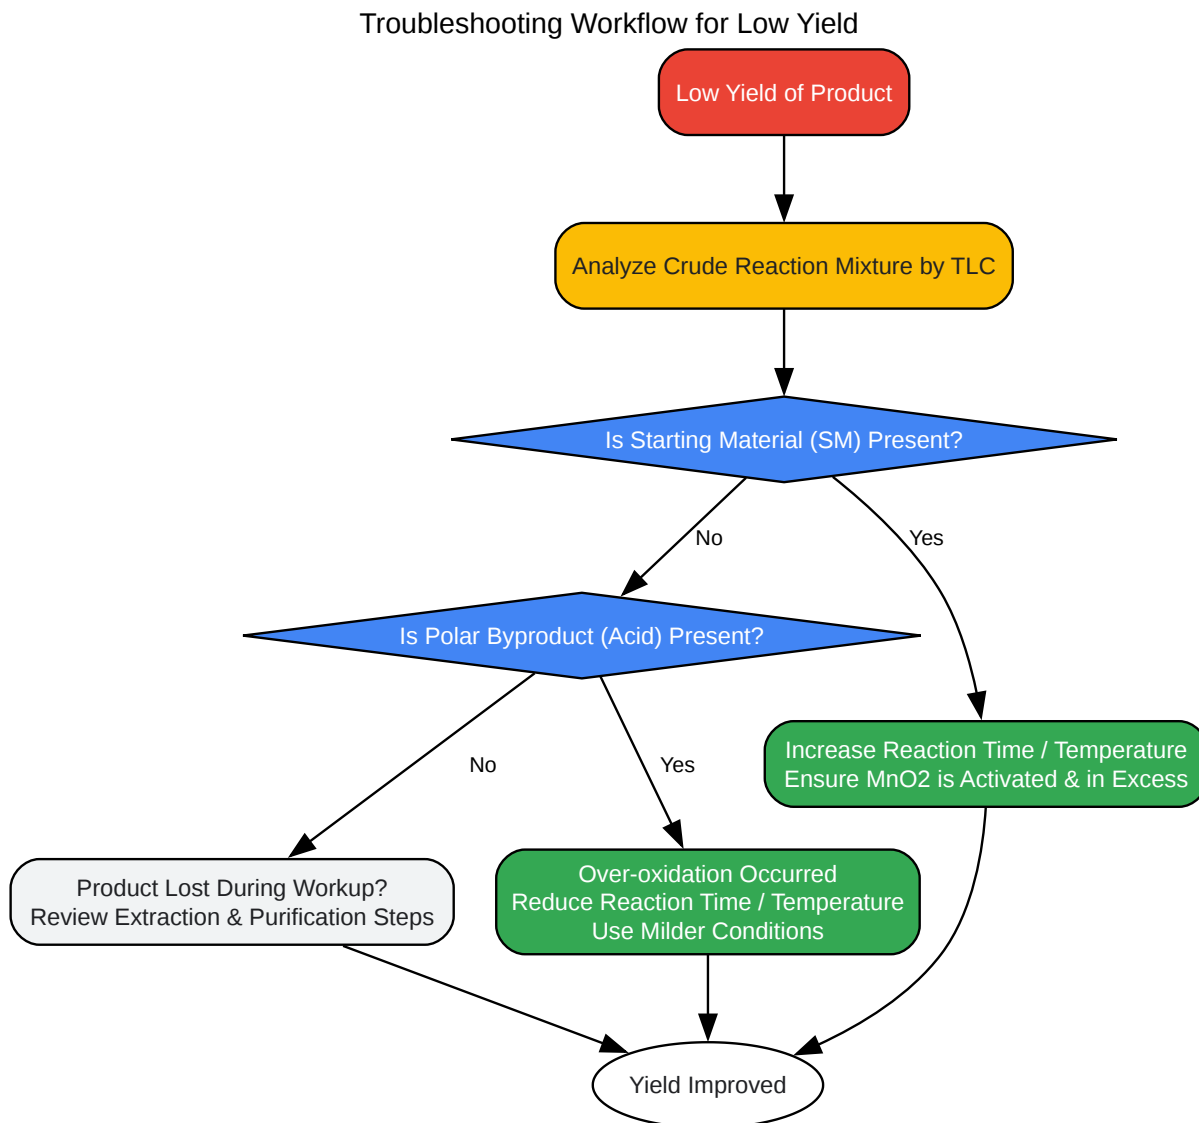 Troubleshooting Workflow for Low Yield
Low Yield of Product
Analyze Crude Reaction Mixture by TLC
Is Starting Material (SM) Present?
No
Yes
Is Polar Byproduct (Acid) Present?
Increase Reaction Time / Temperature
Ensure MnO2 is Activated & in Excess
No
Yes
Product Lost During Workup?
Review Extraction & Purification Steps
Over-oxidation Occurred
Reduce Reaction Time / Temperature
Use Milder Conditions
Yield Improved